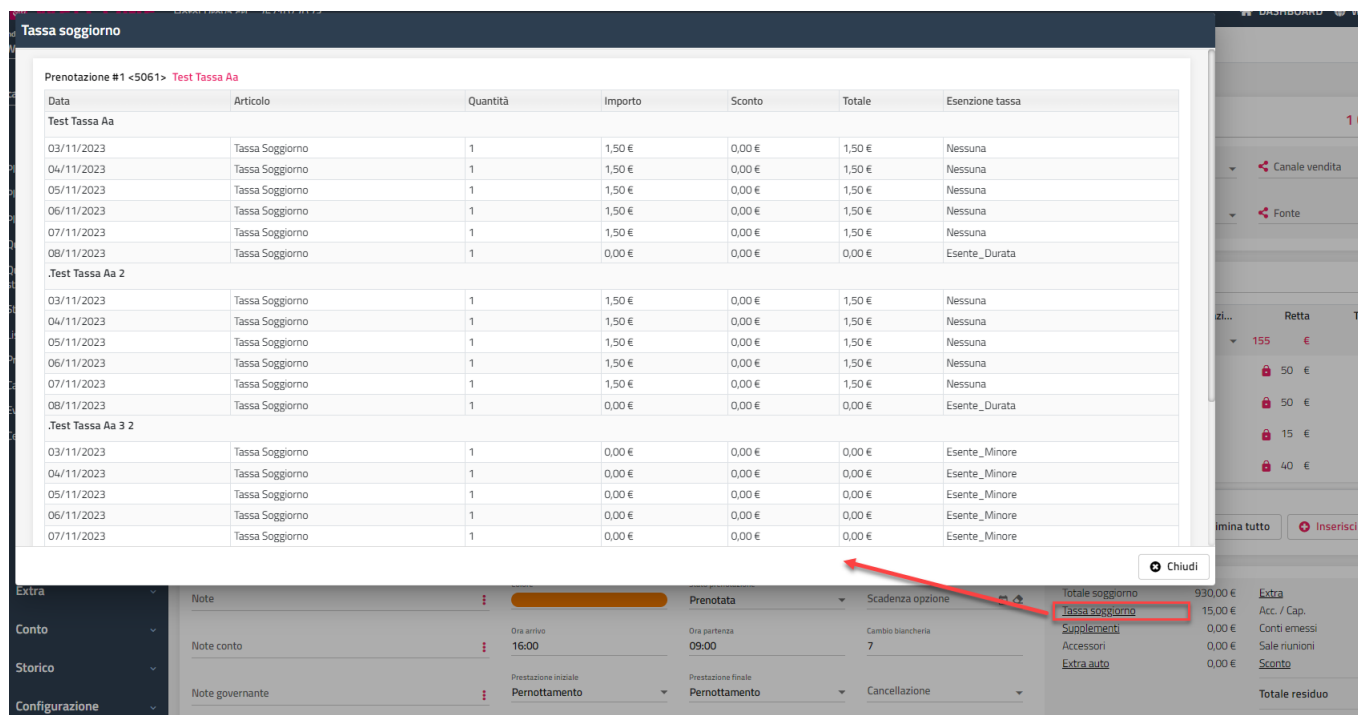 DASHBOARD
Tassa soggiorno
Prenotazione #1 <5061> Test Tassa Aa
Data Articolo Quantità Importo Sconto Totale Esenzione tassa
Test Tassa Aa
03/11/2023 Tassa Soggiorno 1 1,50 € 0,00 € 1,50 € Nessuna
04/11/2023 Tassa Soggiorno 1 1,50 € 0,00 € 1,50 € Nessuna
05/11/2023 Tassa Soggiorno 1 1,50 € 0,00 € 1,50 € Nessuna
06/11/2023 Tassa Soggiorno 1 1,50 € 0,00 € 1,50 € Nessuna
07/11/2023 Tassa Soggiorno 1 1,50 € 0,00 € 1,50 € Nessuna
08/11/2023 Tassa Soggiorno 1 0,00 € 0,00 € 0,00 € Esente_Durata
.Test Tassa Aa 2
03/11/2023 Tassa Soggiorno 1 1,50 € 0,00 € 1,50 € Nessuna
04/11/2023 Tassa Soggiorno 1 1,50 € 0,00 € 1,50 € Nessuna
05/11/2023 Tassa Soggiorno 1 1,50 € 0,00 € 1,50 € Nessuna
06/11/2023 Tassa Soggiorno 1 1,50 € 0,00 € 1,50 € Nessuna
07/11/2023 Tassa Soggiorno 1 1,50 € 0,00 € 1,50 € Nessuna
08/11/2023 Tassa Soggiorno 1 0,00 € 0,00 € 0,00 € Esente_Durata
.Test Tassa Aa 3 2
03/11/2023 Tassa Soggiorno 1 0,00 € 0,00 € 0,00 € Esente_Minore
04/11/2023 Tassa Soggiorno 1 0,00 € 0,00 € 0,00 € Esente_Minore
05/11/2023 Tassa Soggiorno 1 0,00 € 0,00 € 0,00 € Esente_Minore
06/11/2023 Tassa Soggiorno 1 0,00 € 0,00 € 0,00 € Esente_Minore
07/11/2023 Tassa Soggiorno 1 0,00 € 0,00 € 0,00 € Esente_Minore
Chiudi
Canale vendita
Fonte
zi... Retta
155 €
50 €
50 €
15 €
40 €
imina tutto Inserisci
Extra
Conto
Storico
Configurazione
Note
Note conto
Note governante
Prenotata
Scadenza opzione
Ora arrivo
16:00
Ora partenza
09:00
Cambio biancheria
7
Prestazione iniziale
Pernottamento
Prestazione finale
Pernottamento
Cancellazione
Totale soggiorno 930,00 €
Tassa soggiorno 15,00 €
Supplementi 0,00 €
Accessori 0,00 €
Extra auto 0,00 €
Extra
Acc. / Cap.
Conti emessi
Sale riunioni
Sconto
Totale residuo